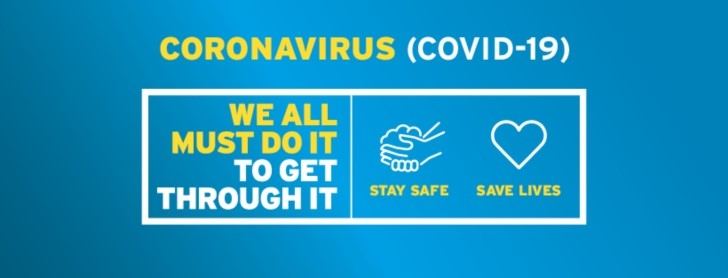 CORONAVIRUS (COVID-19)
WE ALL
MUST DO IT
TO GET
THROUGH IT
STAY SAFE
SAVE LIVES